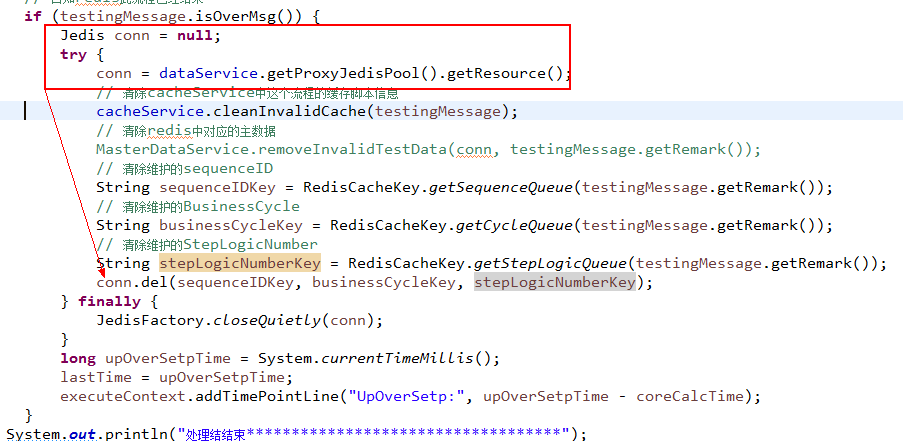 if (testingMessage.isOverMsg()) {
Jedis conn = null;
try {
conn = dataService.getProxyJedisPool().getResource();
// 清除cacheService中这个流程的缓存脚本信息
cacheService.cleanInvalidCache(testingMessage);
// 清除redis中对应的主数据
MasterDataService.removeInvalidTestData(conn, testingMessage.getRemark());
// 清除维护的sequenceID
String sequenceIDKey = RedisCacheKey.getSequenceQueue(testingMessage.getRemark());
// 清除维护的BusinessCycle
String businessCycleKey = RedisCacheKey.getCycleQueue(testingMessage.getRemark());
// 清除维护的StepLogicNumber
String stepLogicNumberKey = RedisCacheKey.getStepLogicQueue(testingMessage.getRemark());
conn.del(sequenceIDKey, businessCycleKey, stepLogicNumberKey);
} finally {
JedisFactory.closeQuietly(conn);
}
long upOverSetpTime = System.currentTimeMillis();
lastTime = upOverSetpTime;
executeContext.addTimePointLine("UpOverSetp:", upOverSetpTime - coreCalcTime);
}
System.out.println("处理结结束***********************************");